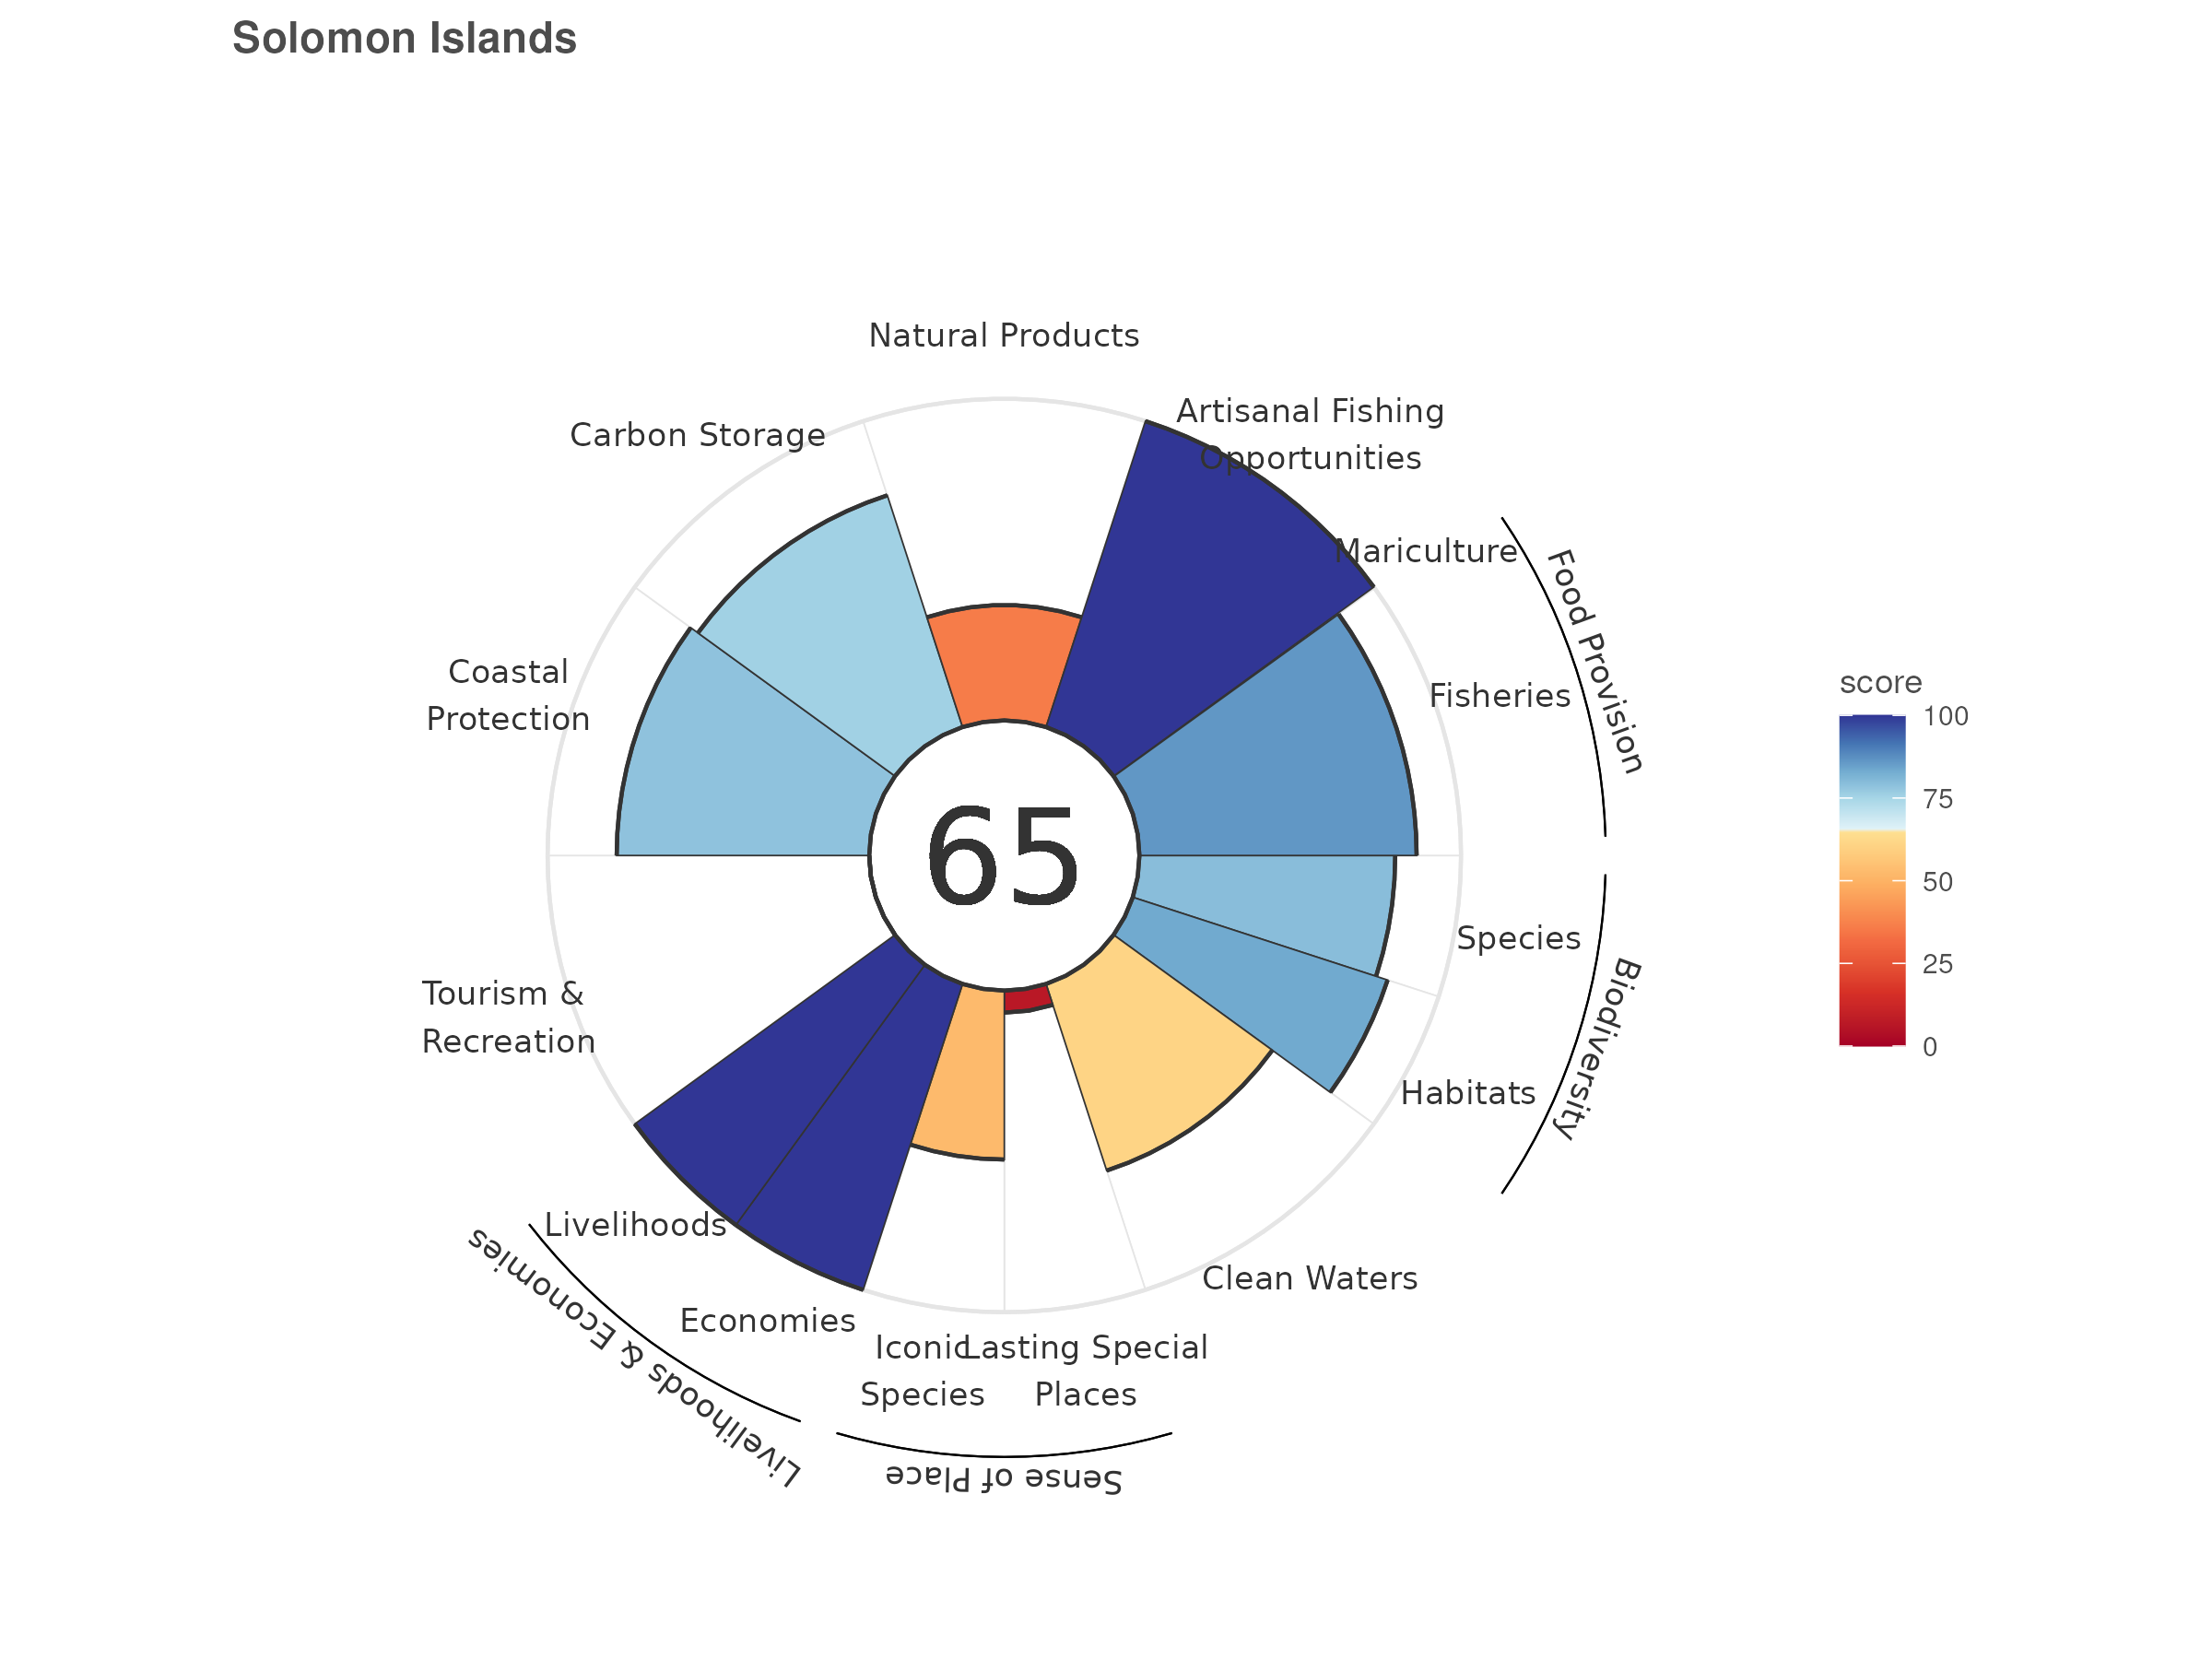 Solomon Islands
Natural Products
Artisanal Fishing
Opportunities
Carbon Storage
Mariculture
Food Provision
Coastal
Protection
Fisheries
score
100
75
50
25
0
65
Species
Biodiversity
Tourism &
Recreation
Habitats
Livelihoods
Clean Waters
Economies
Livelihoods & Economies
Iconic
Species
Lasting Special
Places
Sense of Place